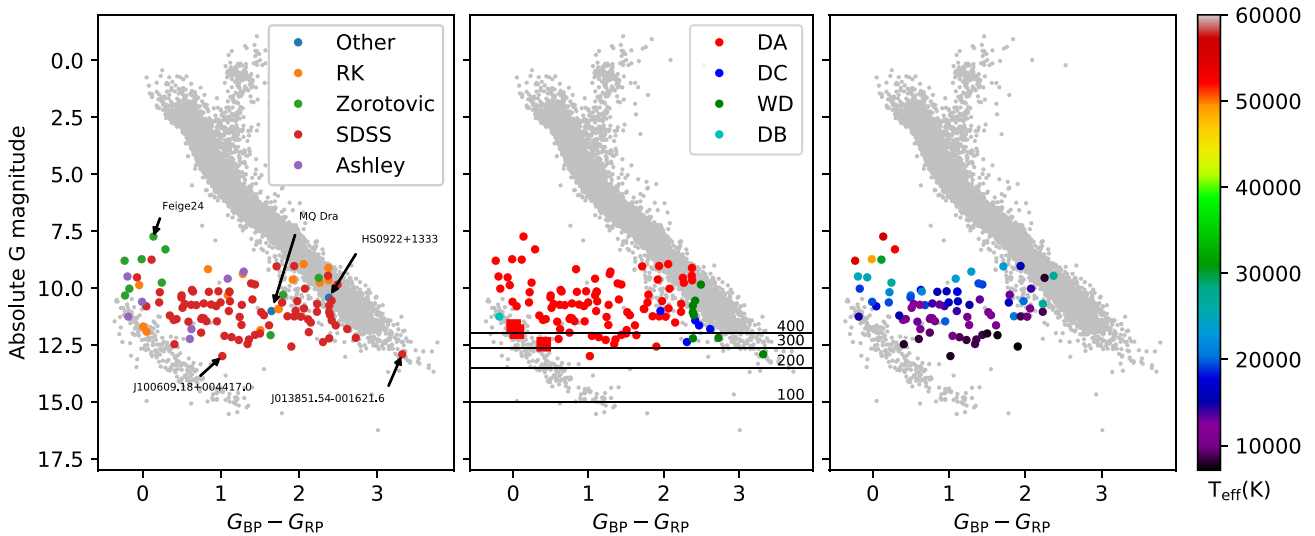 0.0
2.5
5.0
7.5
10.0
12.5
15.0
17.5
Absolute G magnitude
Other
RK
Zorotovic
SDSS
Ashley
Feige24
MQ Dra
HS0922+1333
J100609.18+004417.0
J013851.54-001621.6
0 1 2 3
G_BP − G_RP
DA
DC
WD
DB
400
300
200
100
0 1 2 3
G_BP − G_RP
0 1 2 3
G_BP − G_RP
60000
50000
40000
30000
20000
10000
T_eff(K)